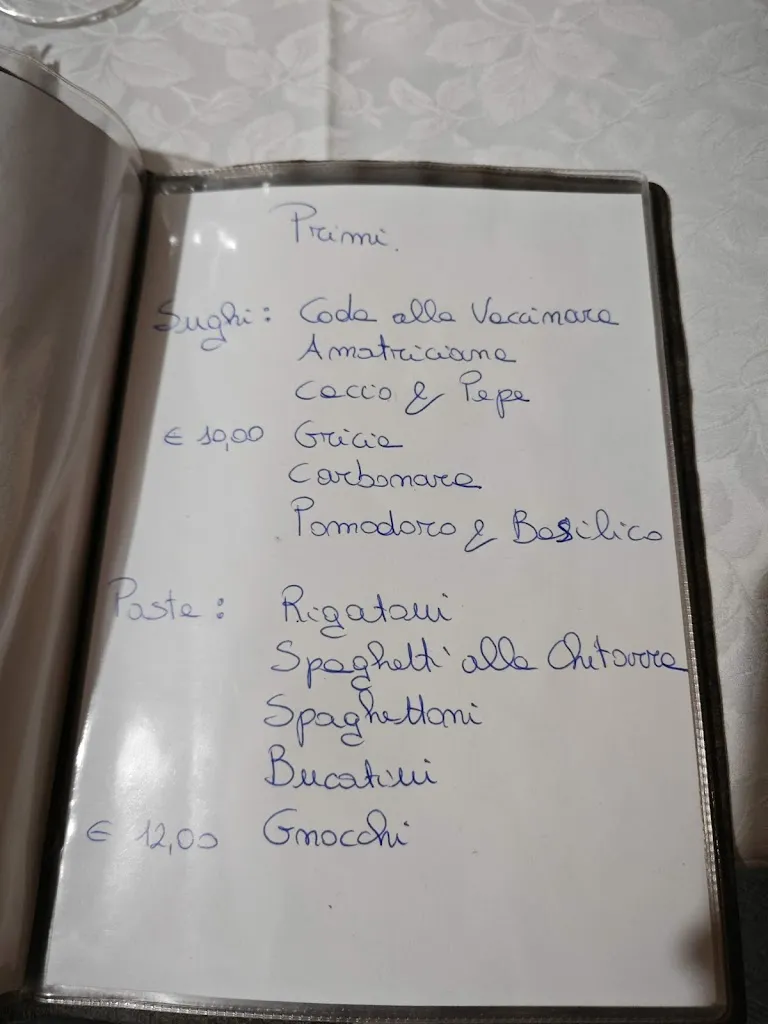 Primi.
Sughi: Coda alla Vaccinara
Amatriciana
Cacio & Pepe
€ 10,00 Gricia
Carbonara
Pomodoro & Basilico
Pasta: Rigatoni
Spaghetti alla Chitarra
Spaghettoni
Bucatini
€ 12,00 Gnocchi